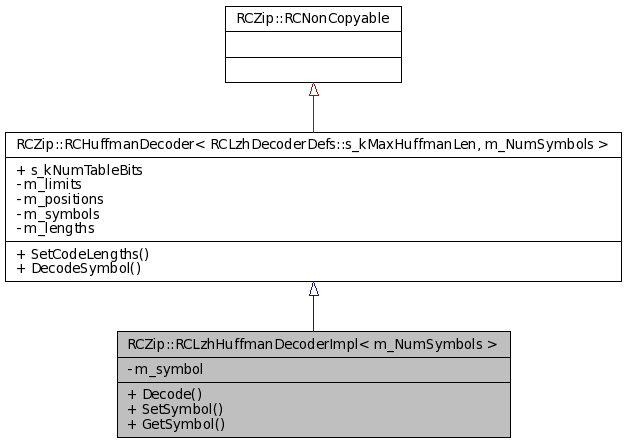 RCZip::RCNonCopyable
RCZip::RCHuffmanDecoder< RCLzhDecoderDefs::s_kMaxHuffmanLen, m_NumSymbols >
+ s_kNumTableBits
- m_limits
- m_positions
- m_symbols
- m_lengths
+ SetCodeLengths()
+ DecodeSymbol()
RCZip::RCLzhHuffmanDecoderImpl< m_NumSymbols >
- m_symbol
+ Decode()
+ SetSymbol()
+ GetSymbol()